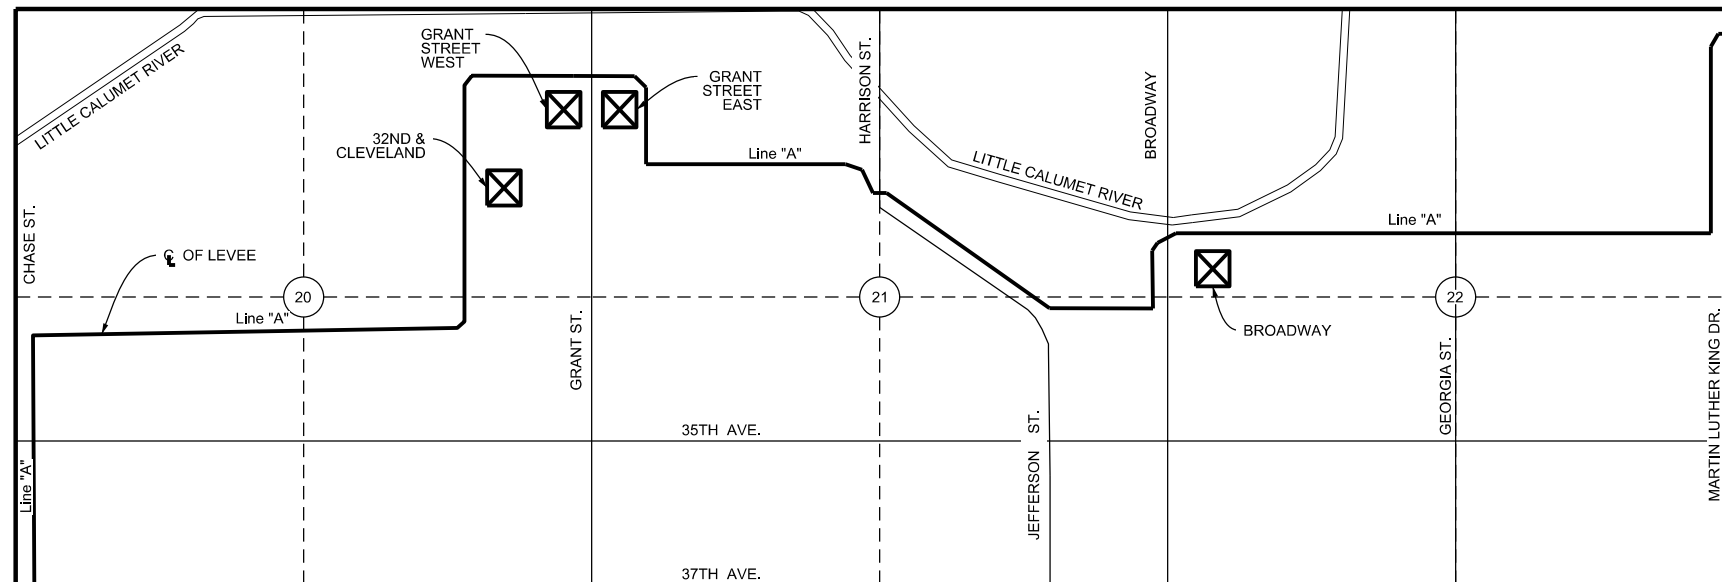 GRANT
STREET
WEST
GRANT
STREET
EAST
32ND &
CLEVELAND
LITTLE CALUMET RIVER
HARRISON ST.
BROADWAY
Line "A"
LITTLE CALUMET RIVER
Line "A"
CHASE ST.
℄ OF LEVEE
20
21
22
Line "A"
BROADWAY
GRANT ST.
GEORGIA ST.
MARTIN LUTHER KING DR.
35TH AVE.
JEFFERSON ST.
Line "A"
37TH AVE.